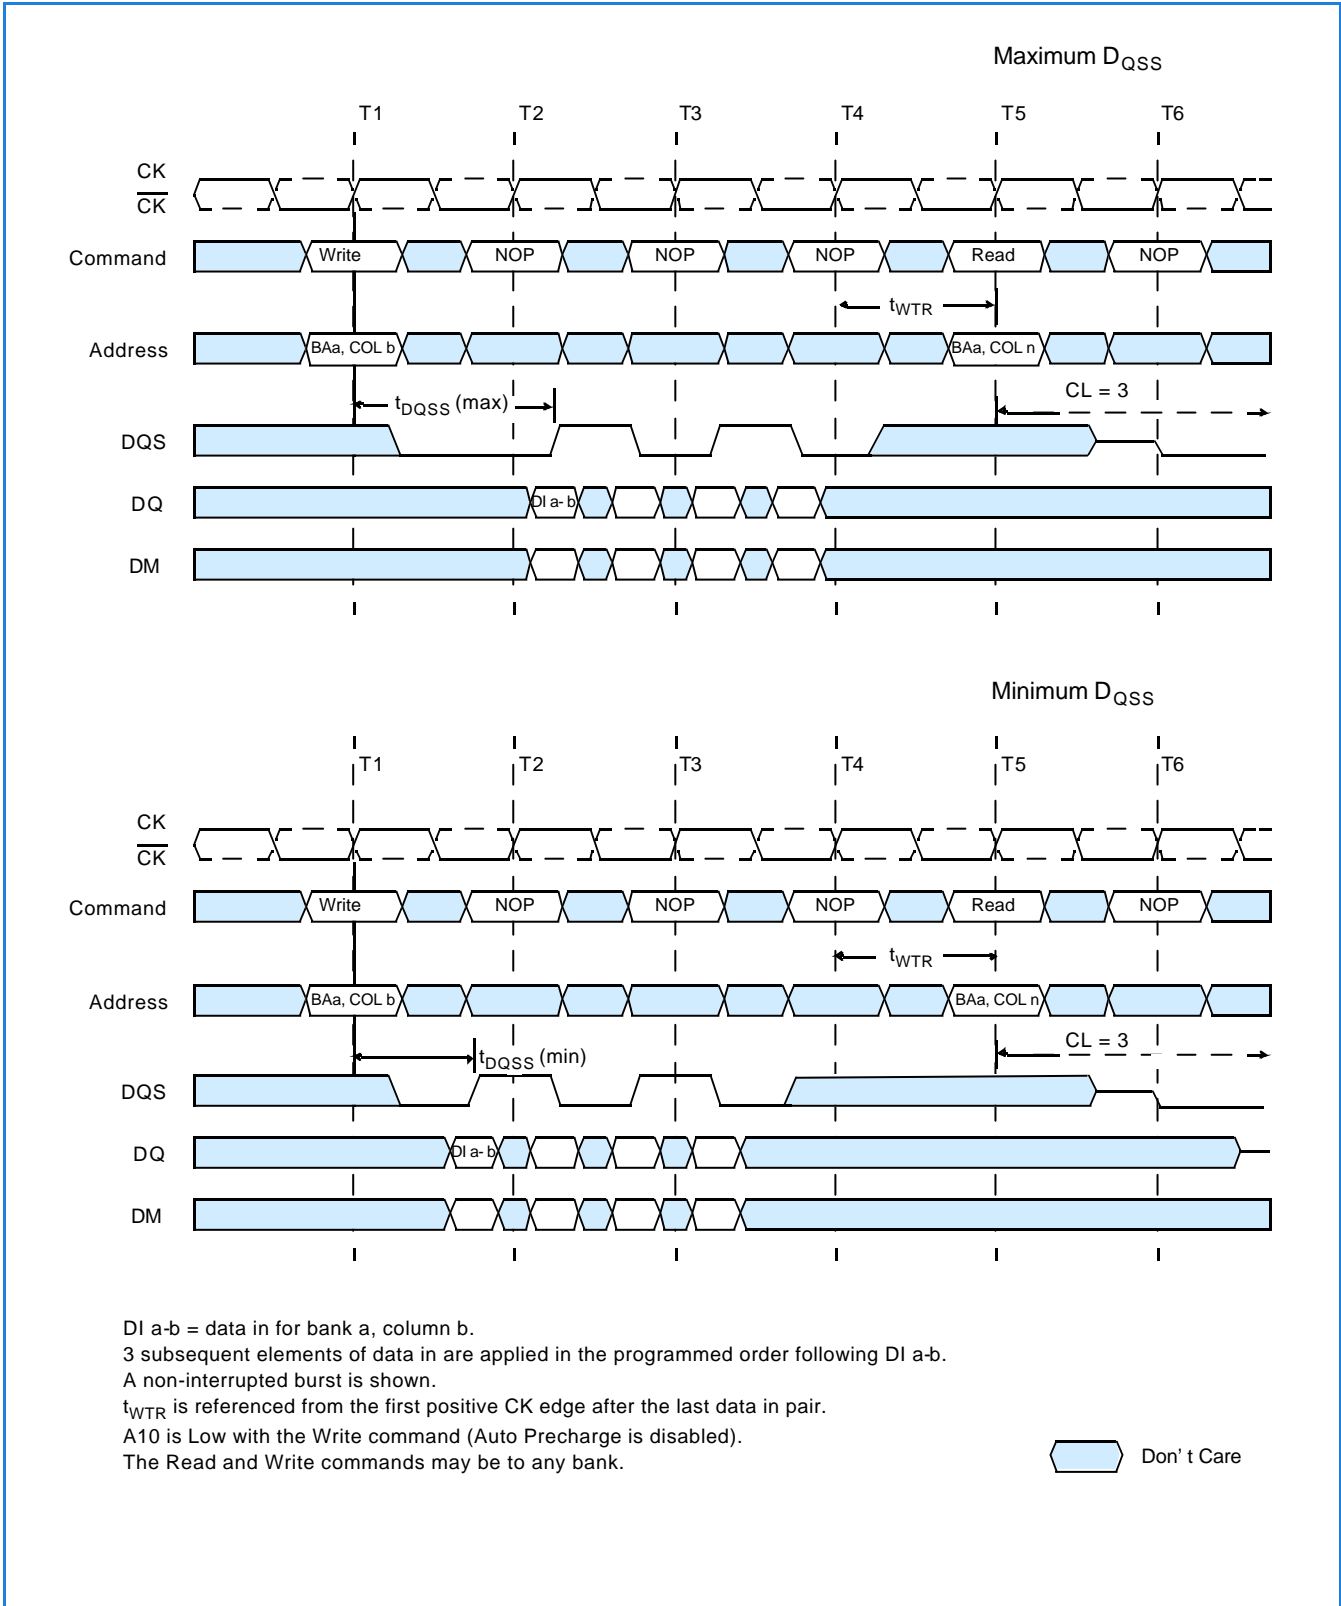 Maximum DQSS
T1 T2 T3 T4 T5 T6
CK
CK
Command Write NOP NOP NOP Read NOP
tWTR
Address BAa, COL b BAa, COL n
tDQSS (max) CL = 3
DQS
DQ DI a- b
DM
Minimum DQSS
T1 T2 T3 T4 T5 T6
CK
CK
Command Write NOP NOP NOP Read NOP
tWTR
Address BAa, COL b BAa, COL n
tDQSS (min) CL = 3
DQS
DQ DI a- b
DM
DI a-b = data in for bank a, column b.
3 subsequent elements of data in are applied in the programmed order following DI a-b.
A non-interrupted burst is shown.
tWTR is referenced from the first positive CK edge after the last data in pair.
A10 is Low with the Write command (Auto Precharge is disabled).
The Read and Write commands may be to any bank.
Don' t Care